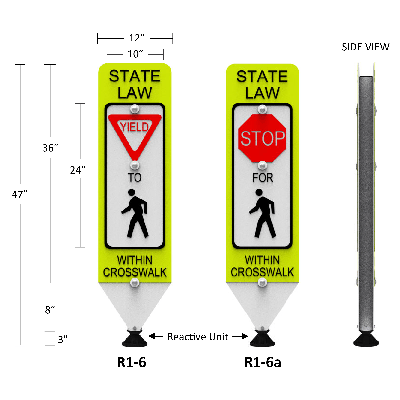 12"
10"
SIDE VIEW
STATE
LAW
YIELD
TO
WITHIN
CROSSWALK
STATE
LAW
STOP
FOR
WITHIN
CROSSWALK
47"
36"
24"
8"
3"
Reactive Unit
R1-6
R1-6a